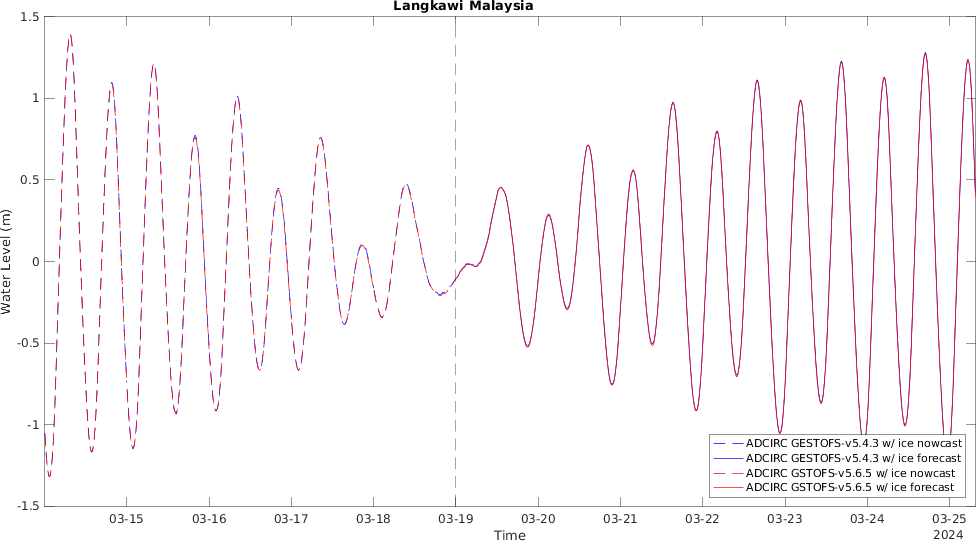 Langkawi Malaysia
1.5
1
0.5
0
-0.5
-1
-1.5
Water Level (m)
ADCIRC GESTOFS-v5.4.3 w/ ice nowcast
ADCIRC GESTOFS-v5.4.3 w/ ice forecast
ADCIRC GSTOFS-v5.6.5 w/ ice nowcast
ADCIRC GSTOFS-v5.6.5 w/ ice forecast
03-15 03-16 03-17 03-18 03-19 03-20 03-21 03-22 03-23 03-24 03-25
Time
2024